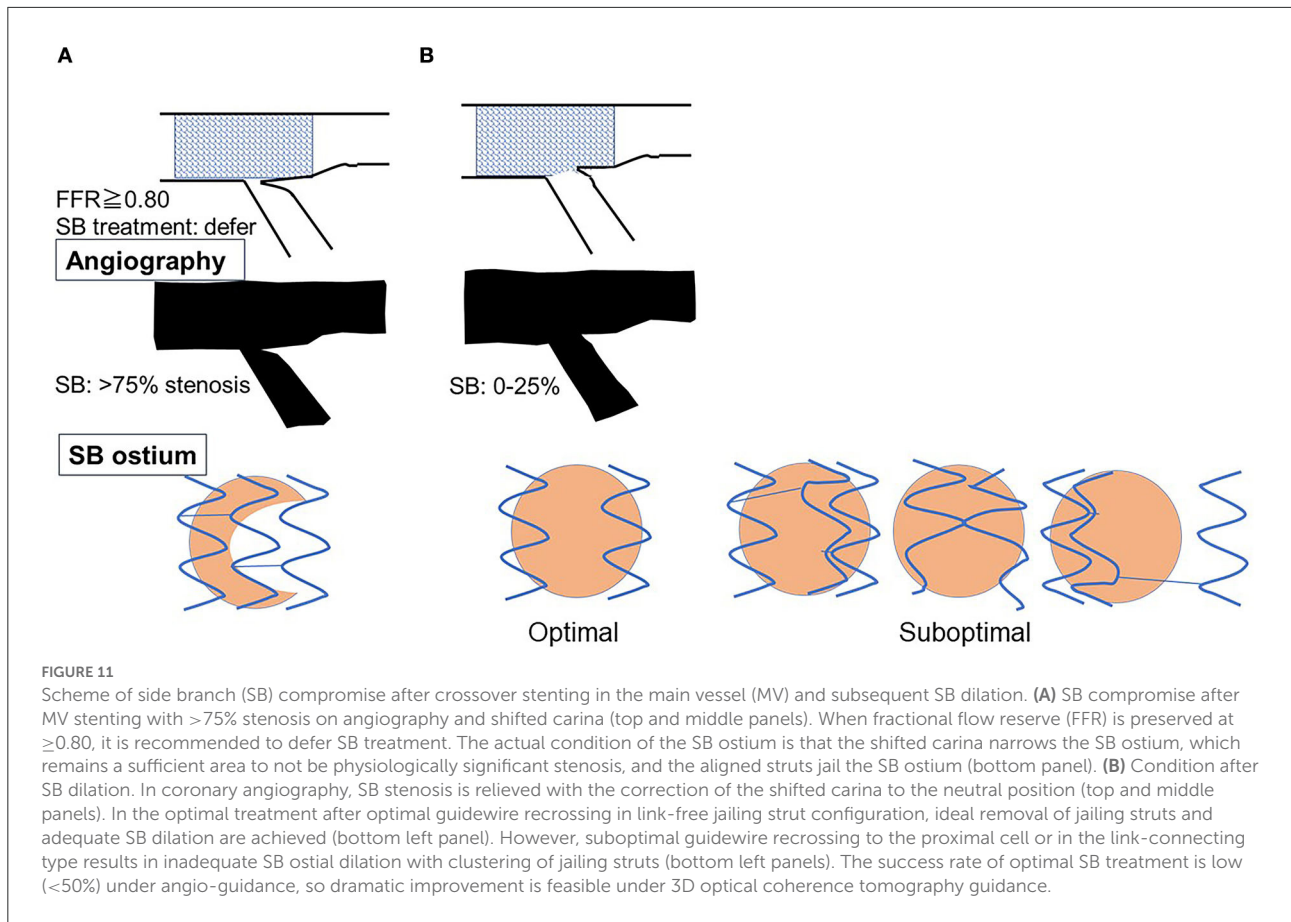 A
B
FFR≧0.80
SB treatment: defer
Angiography
SB: >75% stenosis
SB: 0-25%
SB ostium
Optimal
Suboptimal
FIGURE 11
Scheme of side branch (SB) compromise after crossover stenting in the main vessel (MV) and subsequent SB dilation. (A) SB compromise after
MV stenting with >75% stenosis on angiography and shifted carina (top and middle panels). When fractional flow reserve (FFR) is preserved at
≥0.80, it is recommended to defer SB treatment. The actual condition of the SB ostium is that the shifted carina narrows the SB ostium, which
remains a sufficient area to not be physiologically significant stenosis, and the aligned struts jail the SB ostium (bottom panel). (B) Condition after
SB dilation. In coronary angiography, SB stenosis is relieved with the correction of the shifted carina to the neutral position (top and middle
panels). In the optimal treatment after optimal guidewire recrossing in link-free jailing strut configuration, ideal removal of jailing struts and
adequate SB dilation are achieved (bottom left panel). However, suboptimal guidewire recrossing to the proximal cell or in the link-connecting
type results in inadequate SB ostial dilation with clustering of jailing struts (bottom left panels). The success rate of optimal SB treatment is low
(<50%) under angio-guidance, so dramatic improvement is feasible under 3D optical coherence tomography guidance.